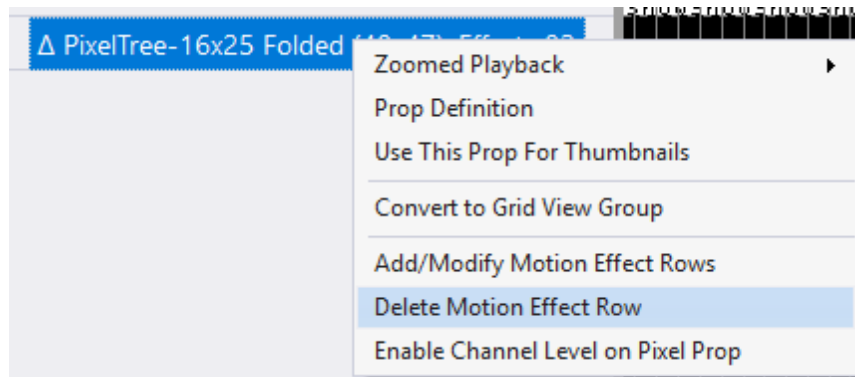 Δ PixelTree-16x25 Folded
Zoomed Playback
Prop Definition
Use This Prop For Thumbnails
Convert to Grid View Group
Add/Modify Motion Effect Rows
Delete Motion Effect Row
Enable Channel Level on Pixel Prop